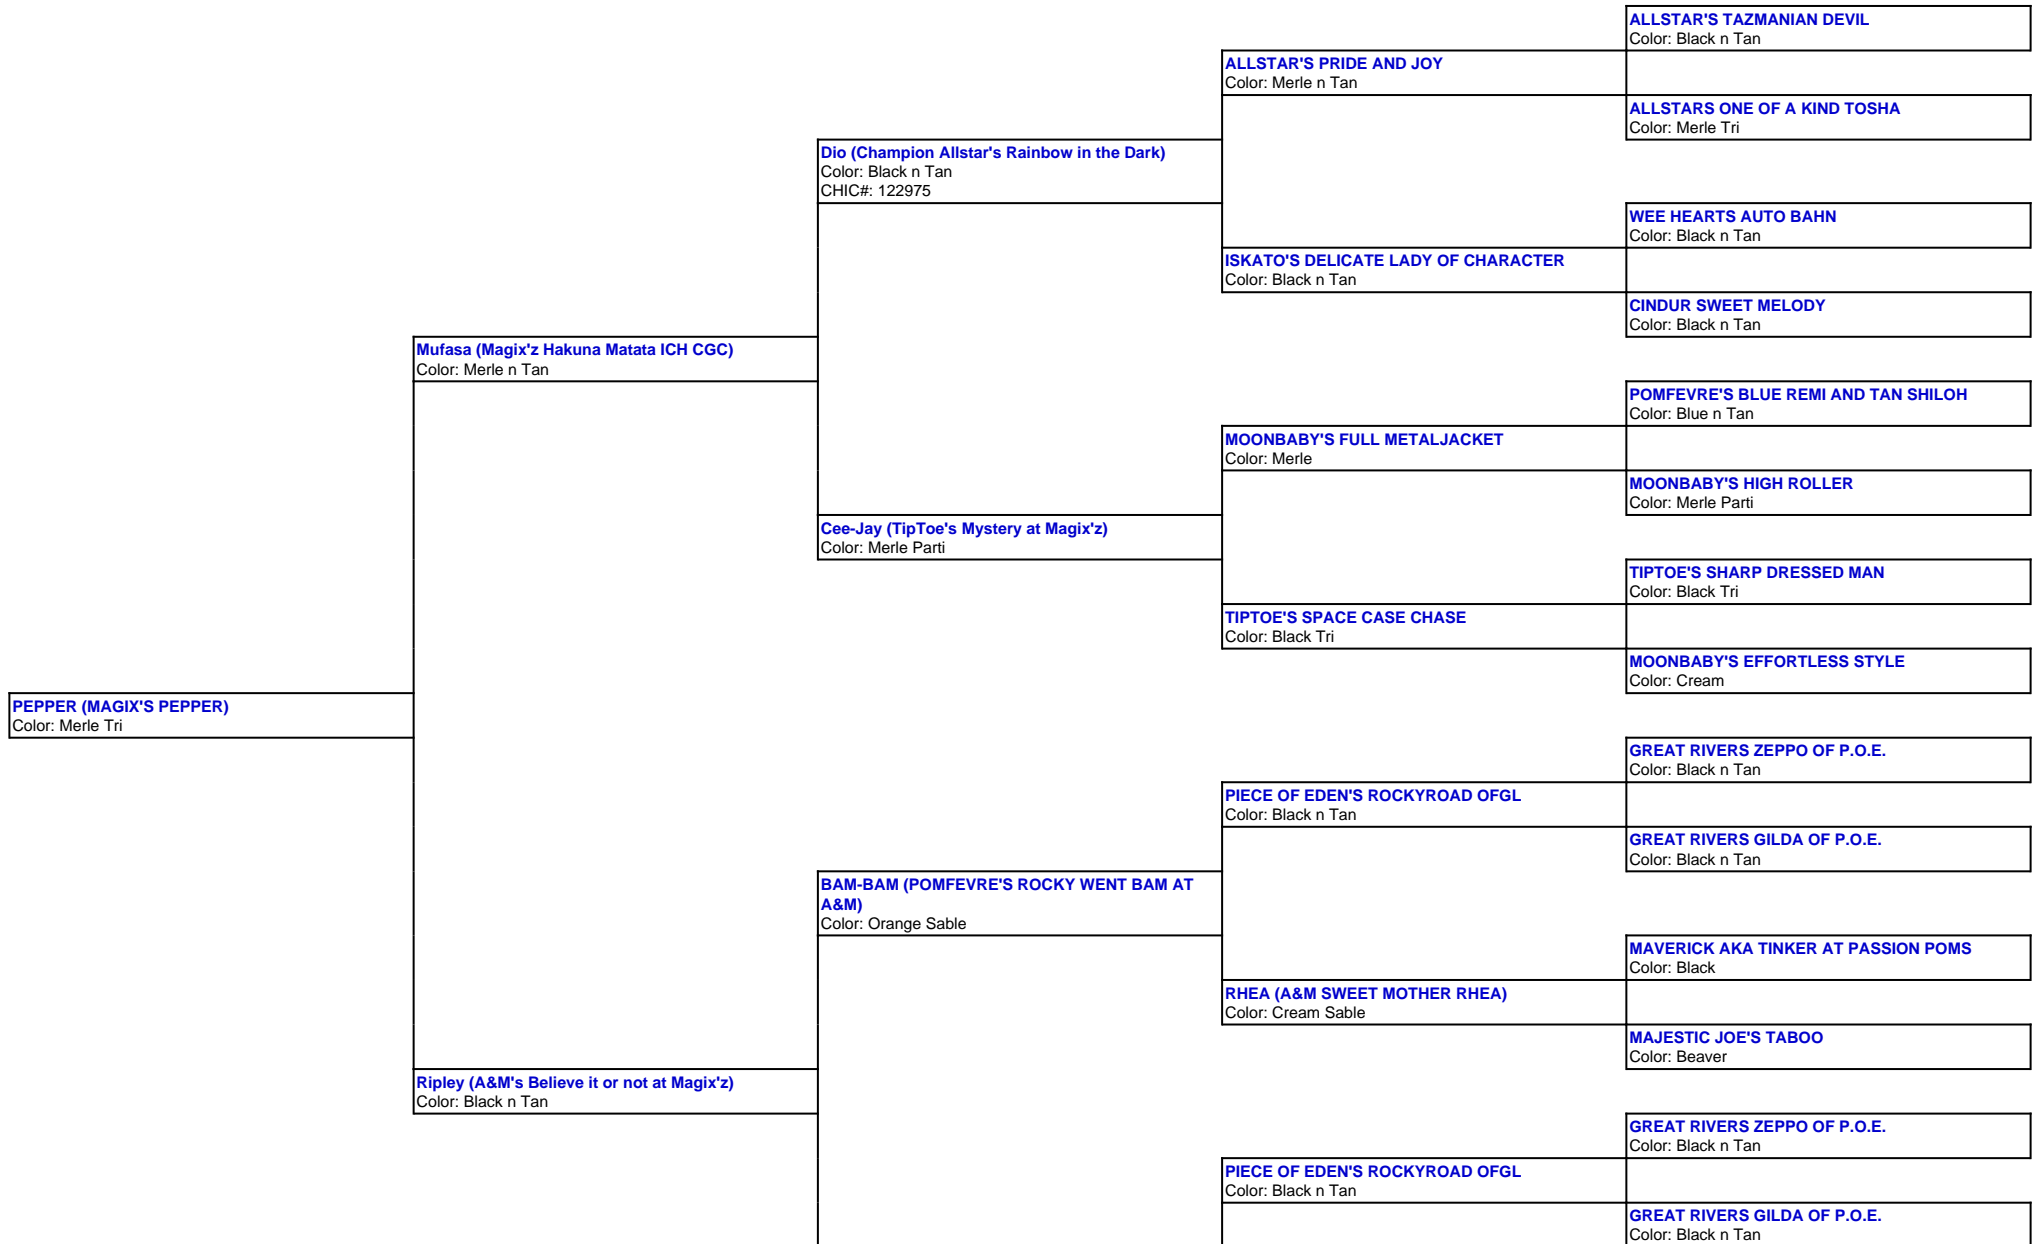 ALLSTAR'S TAZMANIAN DEVIL
Color: Black n Tan
ALLSTAR'S PRIDE AND JOY
Color: Merle n Tan
ALLSTARS ONE OF A KIND TOSHA
Color: Merle Tri
Dio (Champion Allstar's Rainbow in the Dark)
Color: Black n Tan
CHIC#: 122975
WEE HEARTS AUTO BAHN
Color: Black n Tan
ISKATO'S DELICATE LADY OF CHARACTER
Color: Black n Tan
CINDUR SWEET MELODY
Color: Black n Tan
Mufasa (Magix'z Hakuna Matata ICH CGC)
Color: Merle n Tan
POMFEVRE'S BLUE REMI AND TAN SHILOH
Color: Blue n Tan
MOONBABY'S FULL METALJACKET
Color: Merle
MOONBABY'S HIGH ROLLER
Color: Merle Parti
Cee-Jay (TipToe's Mystery at Magix'z)
Color: Merle Parti
TIPTOE'S SHARP DRESSED MAN
Color: Black Tri
TIPTOE'S SPACE CASE CHASE
Color: Black Tri
MOONBABY'S EFFORTLESS STYLE
Color: Cream
PEPPER (MAGIX'S PEPPER)
Color: Merle Tri
GREAT RIVERS ZEPPO OF P.O.E.
Color: Black n Tan
PIECE OF EDEN'S ROCKYROAD OFGL
Color: Black n Tan
GREAT RIVERS GILDA OF P.O.E.
Color: Black n Tan
BAM-BAM (POMFEVRE'S ROCKY WENT BAM AT
A&M)
Color: Orange Sable
MAVERICK AKA TINKER AT PASSION POMS
Color: Black
RHEA (A&M SWEET MOTHER RHEA)
Color: Cream Sable
MAJESTIC JOE'S TABOO
Color: Beaver
Ripley (A&M's Believe it or not at Magix'z)
Color: Black n Tan
GREAT RIVERS ZEPPO OF P.O.E.
Color: Black n Tan
PIECE OF EDEN'S ROCKYROAD OFGL
Color: Black n Tan
GREAT RIVERS GILDA OF P.O.E.
Color: Black n Tan